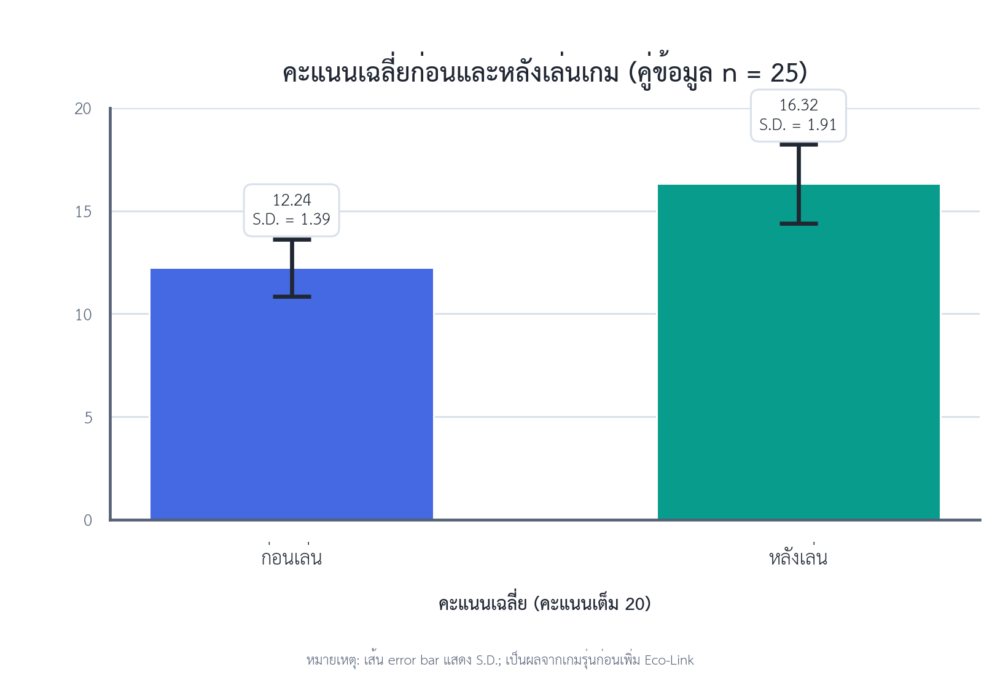 คะแนนเฉลี่ยก่อนและหลังเล่นเกม (คู่ข้อมูล n = 25)
20
16.32
S.D. = 1.91
12.24
S.D. = 1.39
15
10
5
0
ก่อนเล่น
หลังเล่น
คะแนนเฉลี่ย (คะแนนเต็ม 20)
หมายเหตุ: เส้น error bar แสดง S.D.; เป็นผลจากเกมรุ่นก่อนเพิ่ม Eco-Link